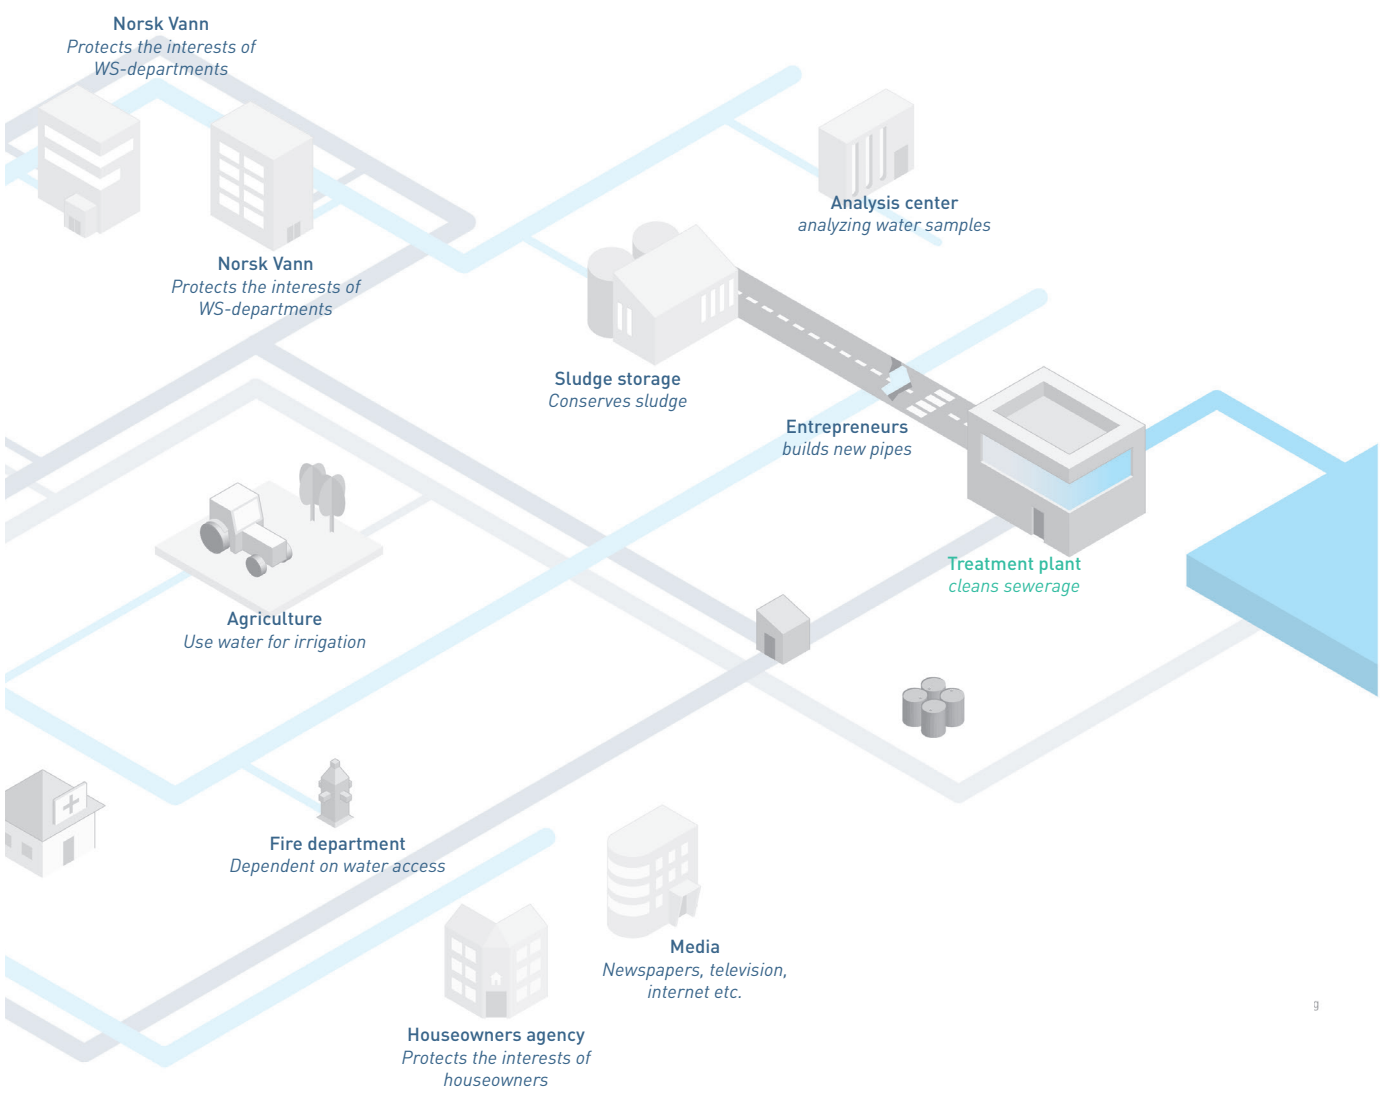 Norsk Vann
Protects the interests of
WS-departments
Analysis center
analyzing water samples
Norsk Vann
Protects the interests of
WS-departments
Sludge storage
Conserves sludge
Entrepreneurs
builds new pipes
Treatment plant
cleans sewerage
Agriculture
Use water for irrigation
Fire department
Dependent on water access
Media
Newspapers, television,
internet etc.
g
Houseowners agency
Protects the interests of
houseowners